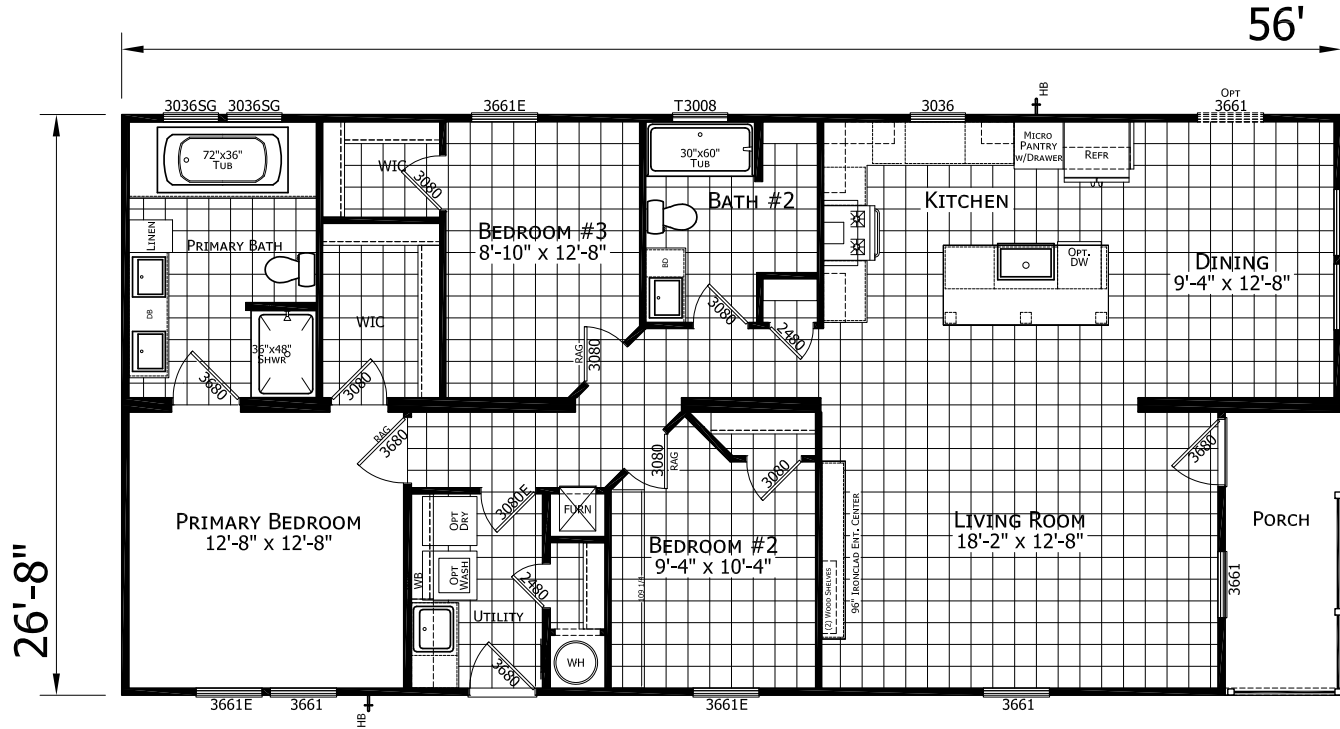 56'
26'-8"
3036SG
3036SG
3661E
T3008
3036
HB
OPT
3661
72"x36"
TUB
WIC
3080
30"x60"
TUB
MICRO
PANTRY
W/DRAWER
REFR
LINEN
PRIMARY BATH
BEDROOM #3
8'-10" x 12'-8"
BATH #2
KITCHEN
BD
OPT.
DW
DINING
9'-4" x 12'-8"
DB
WIC
36"x48"
SHWR
3680
3080
RAG
3080
3080
2480
RAG
3680
3080
RAG
3080
3680
PRIMARY BEDROOM
12'-8" x 12'-8"
OPT
DRY
3080E
FURN
OPT
WASH
WB
2480
UTILITY
WH
3680
BEDROOM #2
9'-4" x 10'-4"
109 1/4
(2) WOOD SHELVES
96" IRONCLAD ENT. CENTER
LIVING ROOM
18'-2" x 12'-8"
PORCH
3661
3661E
3661
HB
3661E
3661